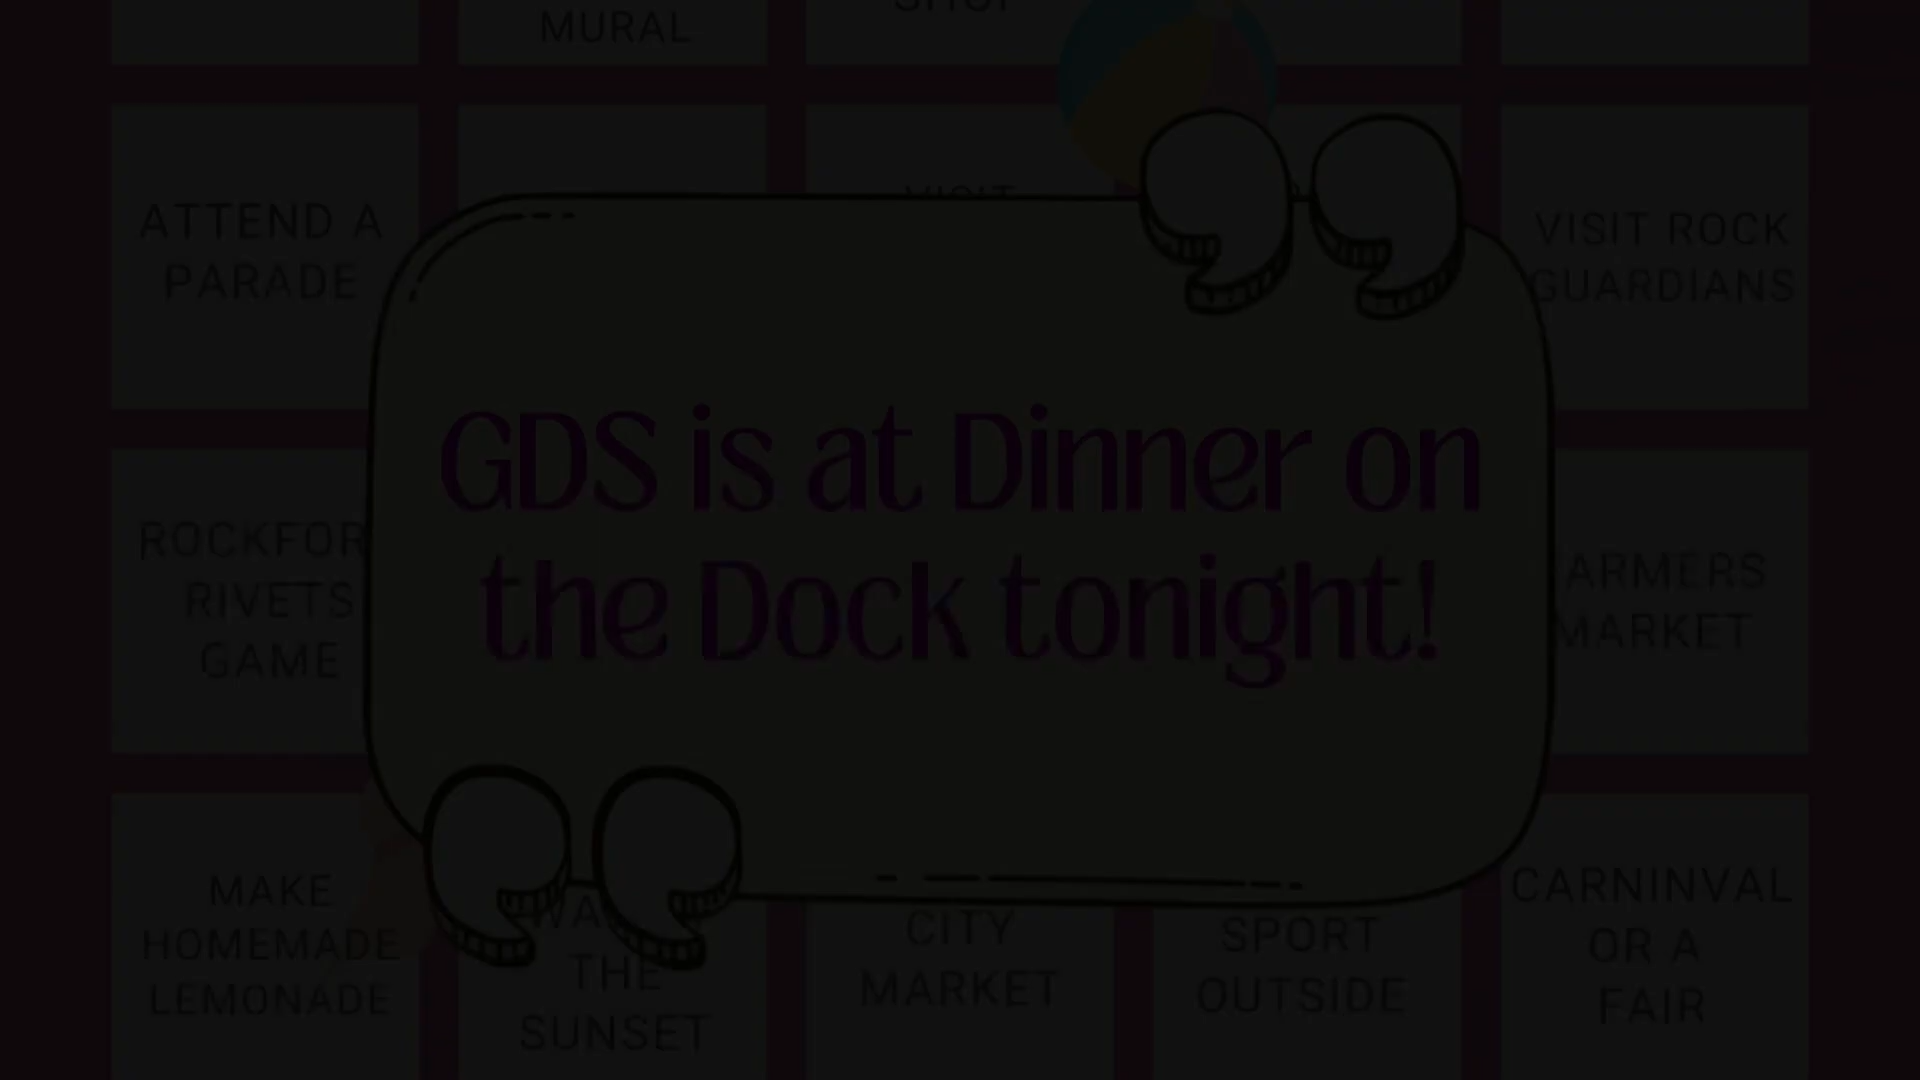 MURAL
ATTEND A
PARADE
VISIT
VISIT ROCK
GUARDIANS
GDS is at Dinner on
the Dock tonight!
RIVETS
GAME
ARMERS
MARKET
MAKE
HOMEMADE
LEMONADE
THE
SUNSET
CITY
MARKET
SPORT
OUTSIDE
CARNINVAL
OR A
FAIR